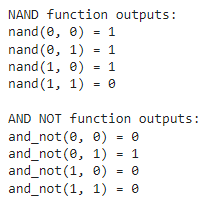 NAND function outputs:
nand(0, 0) = 1
nand(0, 1) = 1
nand(1, 0) = 1
nand(1, 1) = 0

AND NOT function outputs:
and_not(0, 0) = 0
and_not(0, 1) = 1
and_not(1, 0) = 0
and_not(1, 1) = 0